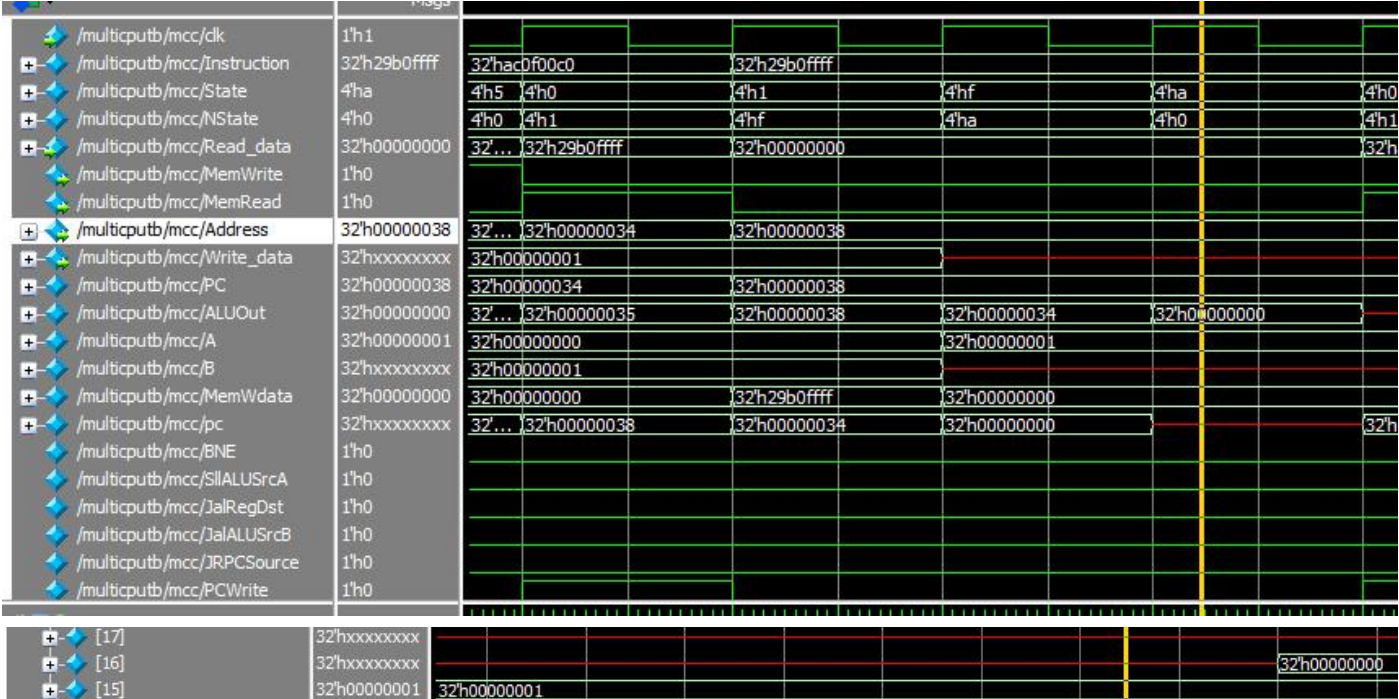 Msgs
/multicputb/mcc/clk 1'h1
/multicputb/mcc/Instruction 32'h29b0ffff 32'hac0f00c0 32'h29b0ffff
/multicputb/mcc/State 4'ha 4'h5 4'h0 4'h1 4'hf 4'ha 4'h0
/multicputb/mcc/NState 4'h0 4'h0 4'h1 4'hf 4'ha 4'h0 4'h1
/multicputb/mcc/Read_data 32'h00000000 32'... 32'h29b0ffff 32'h00000000 32'h
/multicputb/mcc/MemWrite 1'h0
/multicputb/mcc/MemRead 1'h0
/multicputb/mcc/Address 32'h00000038 32'... 32'h00000034 32'h00000038
/multicputb/mcc/Write_data 32'hxxxxxxxx 32'h00000001
/multicputb/mcc/PC 32'h00000038 32'h00000034 32'h00000038
/multicputb/mcc/ALUOut 32'h00000000 32'... 32'h00000035 32'h00000038 32'h00000034 32'h00000000
/multicputb/mcc/A 32'h00000001 32'h00000000 32'h00000001
/multicputb/mcc/B 32'hxxxxxxxx 32'h00000001
/multicputb/mcc/MemWdata 32'h00000000 32'h00000000 32'h29b0ffff 32'h00000000
/multicputb/mcc/pc 32'hxxxxxxxx 32'... 32'h00000038 32'h00000034 32'h00000000 32'h
/multicputb/mcc/BNE 1'h0
/multicputb/mcc/SllALUSrcA 1'h0
/multicputb/mcc/JalRegDst 1'h0
/multicputb/mcc/JalALUSrcB 1'h0
/multicputb/mcc/JRPCSource 1'h0
/multicputb/mcc/PCWrite 1'h0
[17] 32'hxxxxxxxx
[16] 32'hxxxxxxxx 32'h00000000
[15] 32'h00000001 32'h00000001